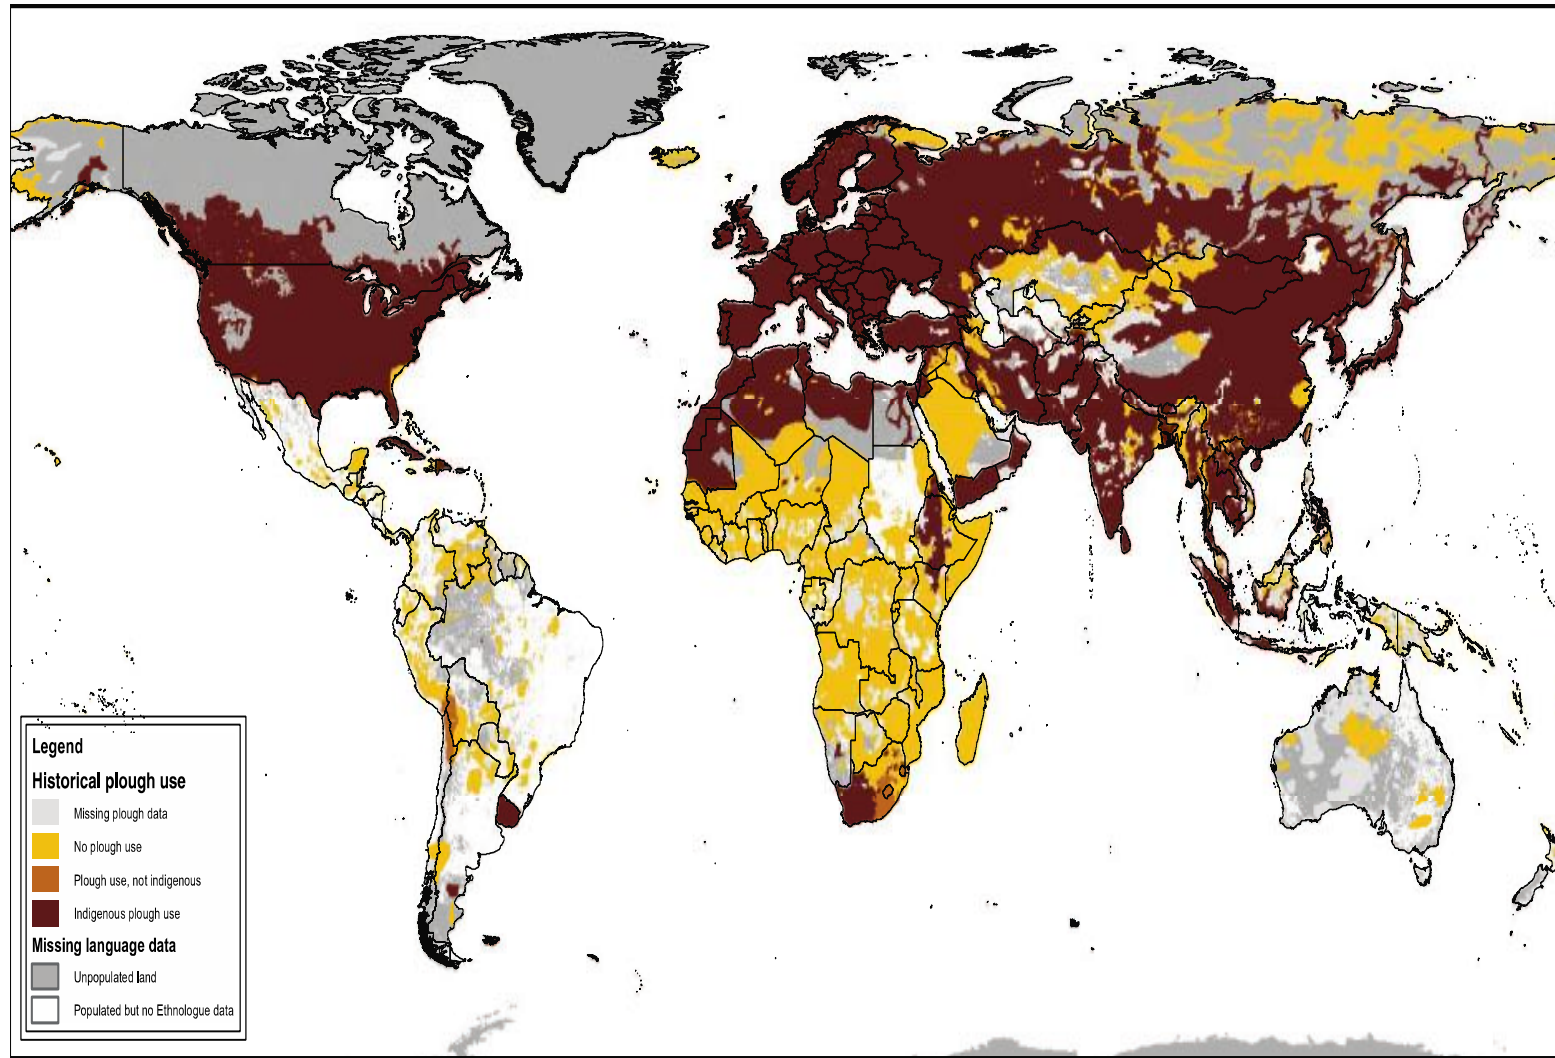 Legend
Historical plough use
Missing plough data
No plough use
Plough use, not indigenous
Indigenous plough use
Missing language data
Unpopulated land
Populated but no Ethnologue data